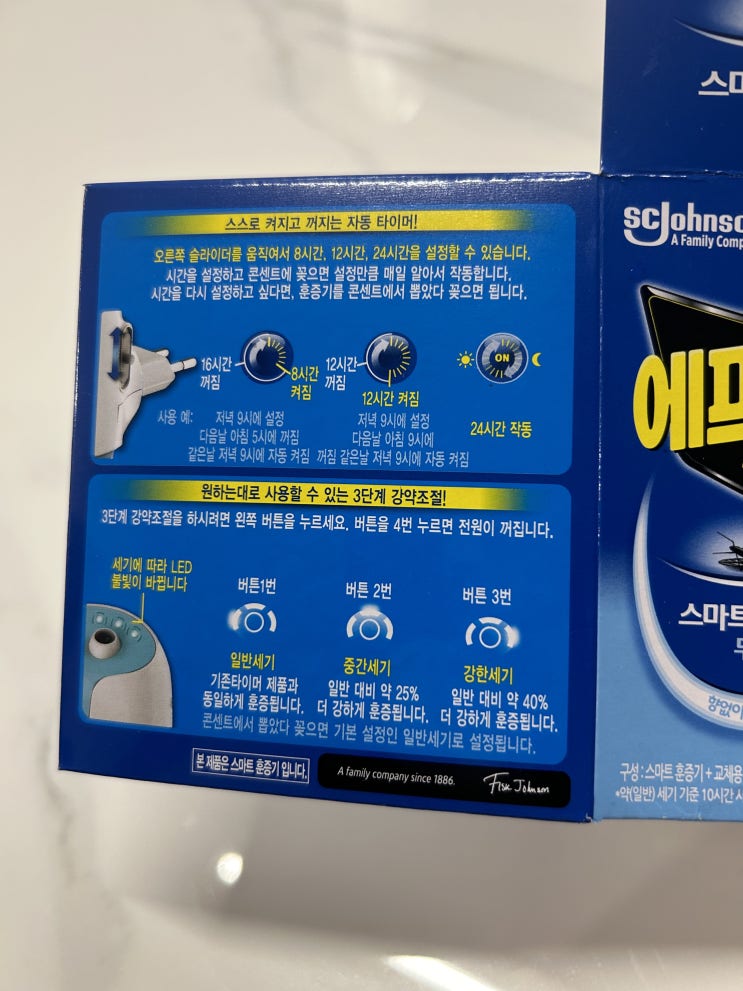 스스로 켜지고 꺼지는 자동 타이머!
오른쪽 슬라이더를 움직여서 8시간, 12시간, 24시간을 설정할 수 있습니다.
시간을 설정하고 콘센트에 꽂으면 설정만큼 매일 알아서 작동합니다.
시간을 다시 설정하고 싶다면, 훈증기를 콘센트에서 뽑았다 꽂으면 됩니다.
16시간
꺼짐
8시간
켜짐
12시간
꺼짐
12시간 켜짐
ON
24시간 작동
사용 예:
저녁 9시에 설정
다음날 아침 5시에 꺼짐
같은날 저녁 9시에 자동 켜짐
저녁 9시에 설정
다음날 아침 9시에
꺼짐 같은날 저녁 9시에 자동 켜짐
원하는대로 사용할 수 있는 3단계 강약조절!
3단계 강약조절을 하시려면 왼쪽 버튼을 누르세요. 버튼을 4번 누르면 전원이 꺼집니다.
세기에 따라 LED
불빛이 바뀝니다
버튼1번
일반세기
기존타이머 제품과
동일하게 훈증됩니다.
버튼 2번
중간세기
일반 대비 약 25%
더 강하게 훈증됩니다.
버튼 3번
강한세기
일반 대비 약 40%
더 강하게 훈증됩니다.
콘센트에서 뽑았다 꽂으면 기본 설정인 일반세기로 설정됩니다.
본 제품은 스마트 훈증기 입니다.
A family company since 1886.
Fisk Johnson
스마
scJohnso
A Family Comp
에프
스마트
향없이
구성 : 스마트 훈증기 + 교체용
*약(일반) 세기 기준 10시간 사